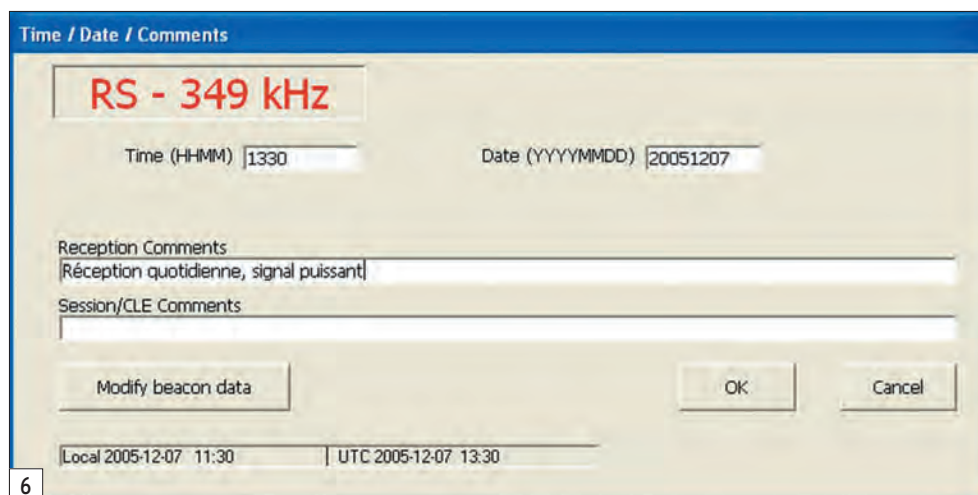 Time / Date / Comments
RS - 349 kHz
Time (HHMM) 1330 Date (YYYYMMDD) 20051207
Reception Comments
Réception quotidienne, signal puissant
Session/CLE Comments
Modify beacon data OK Cancel
Local 2005-12-07 11:30 UTC 2005-12-07 13:30
6